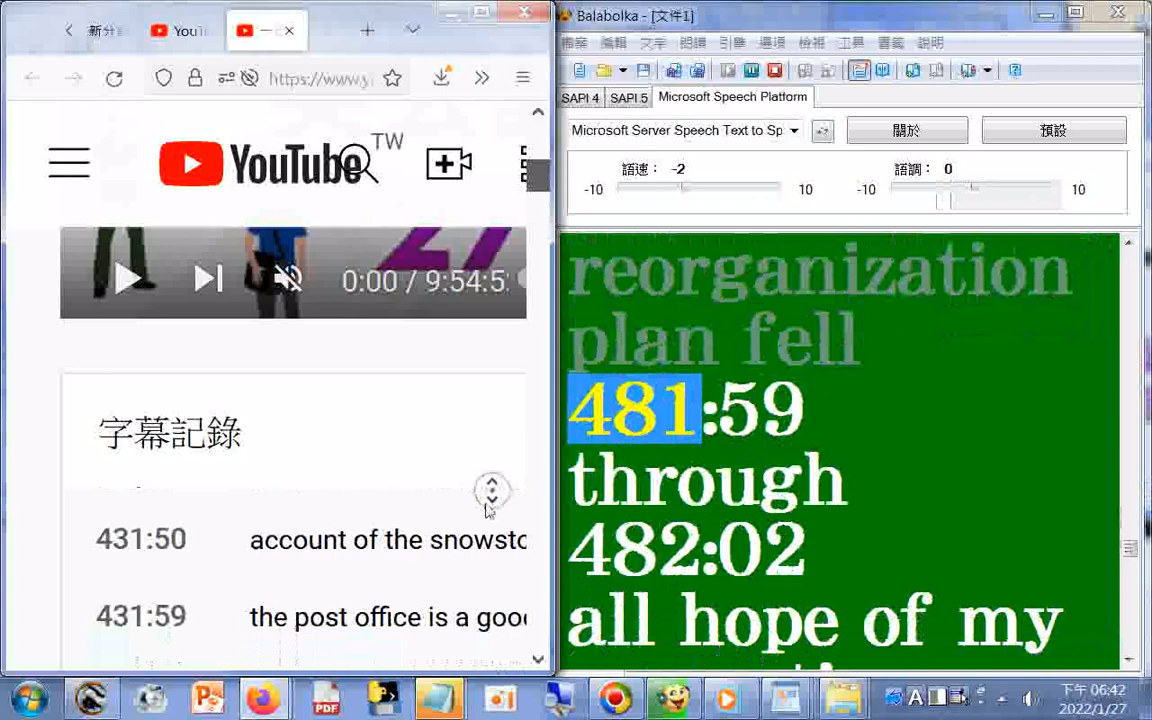 新分
YouT
一
https://www.y
TW
YouTube
0:00 / 9:54:5
字幕記錄
431:50 account of the snowsto
431:59 the post office is a good
Balabolka - [文件1]
檔案 編輯 文字 朗讀 引擎 選項 檢視 工具 書籤 說明
SAPI 4 SAPI 5 Microsoft Speech Platform
Microsoft Server Speech Text to Sp
關於 預設
語速： -2
語調： 0
-10 10 -10 10
reorganization
plan fell
481:59
through
482:02
all hope of my
下午 06:42
2022/1/27
PDF
A